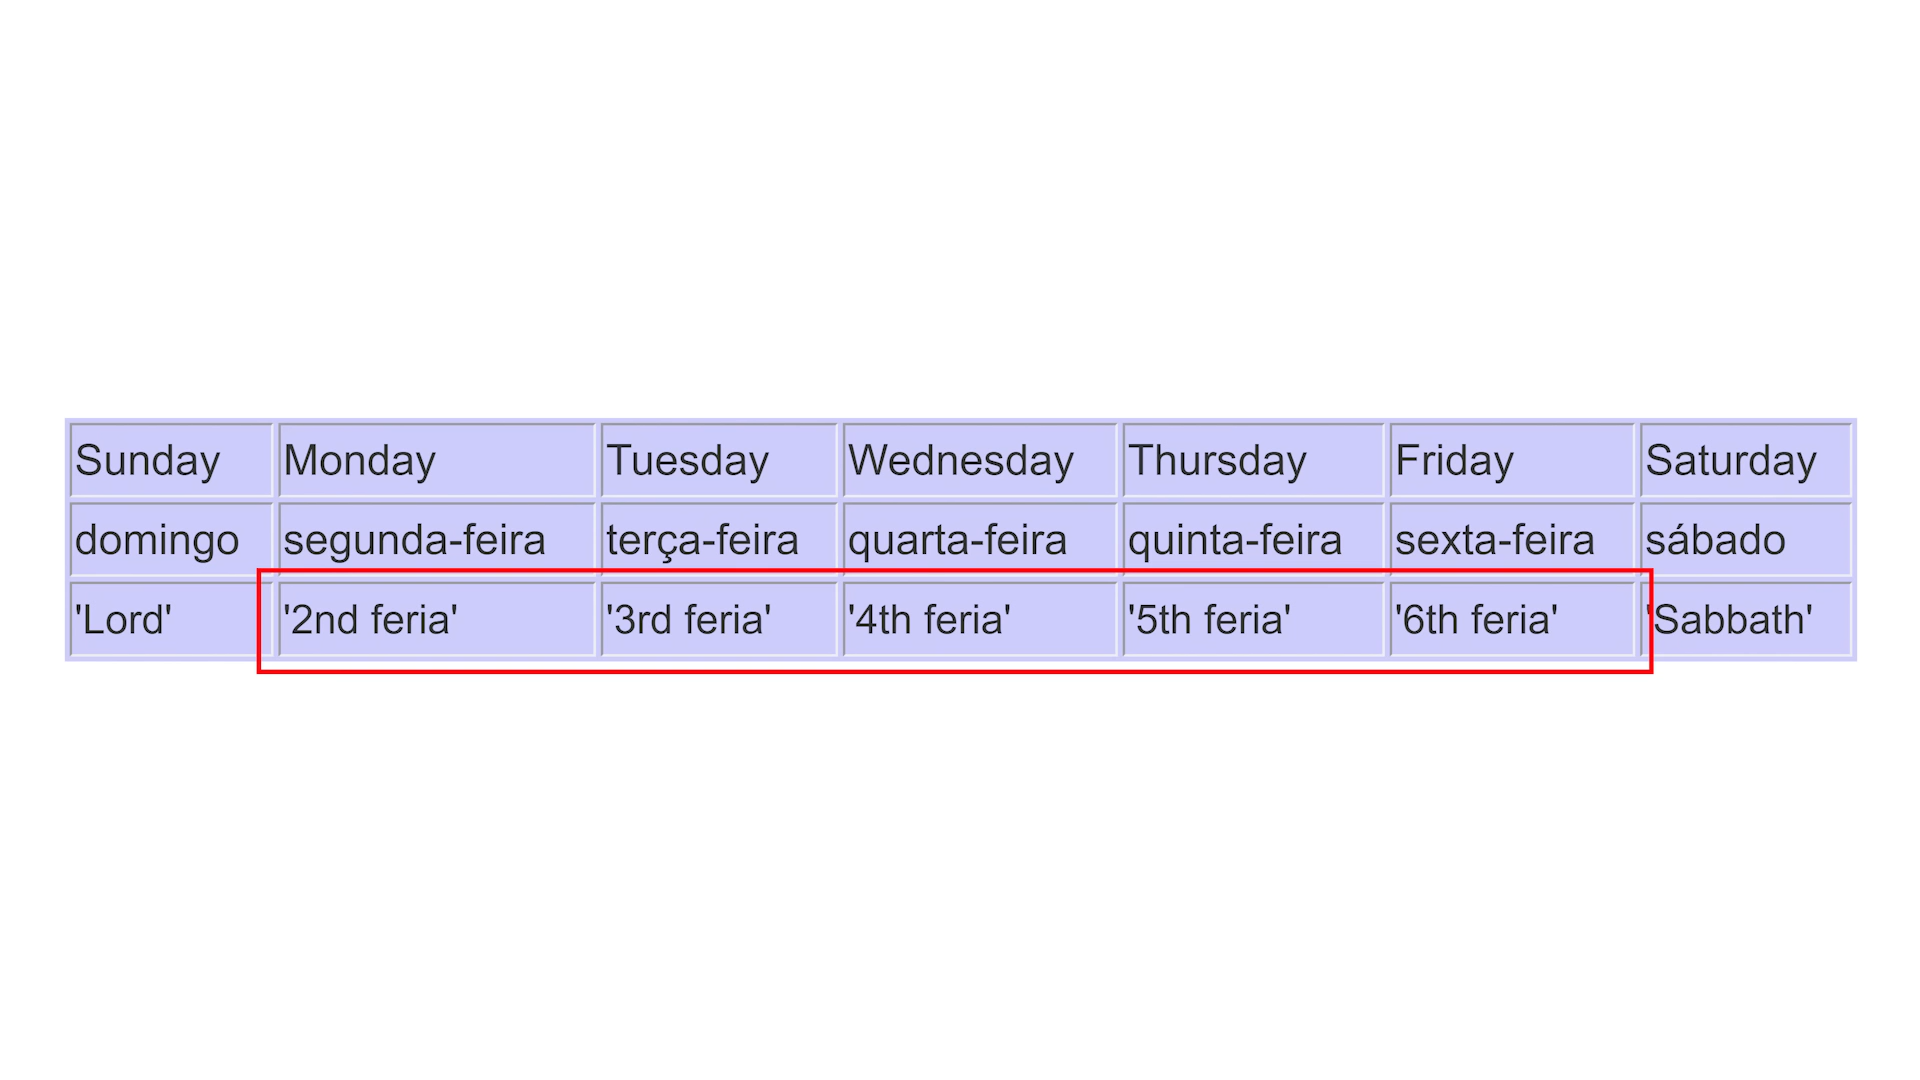 Sunday Monday Tuesday Wednesday Thursday Friday Saturday
domingo segunda-feira terça-feira quarta-feira quinta-feira sexta-feira sábado
'Lord' '2nd feria' '3rd feria' '4th feria' '5th feria' '6th feria' 'Sabbath'